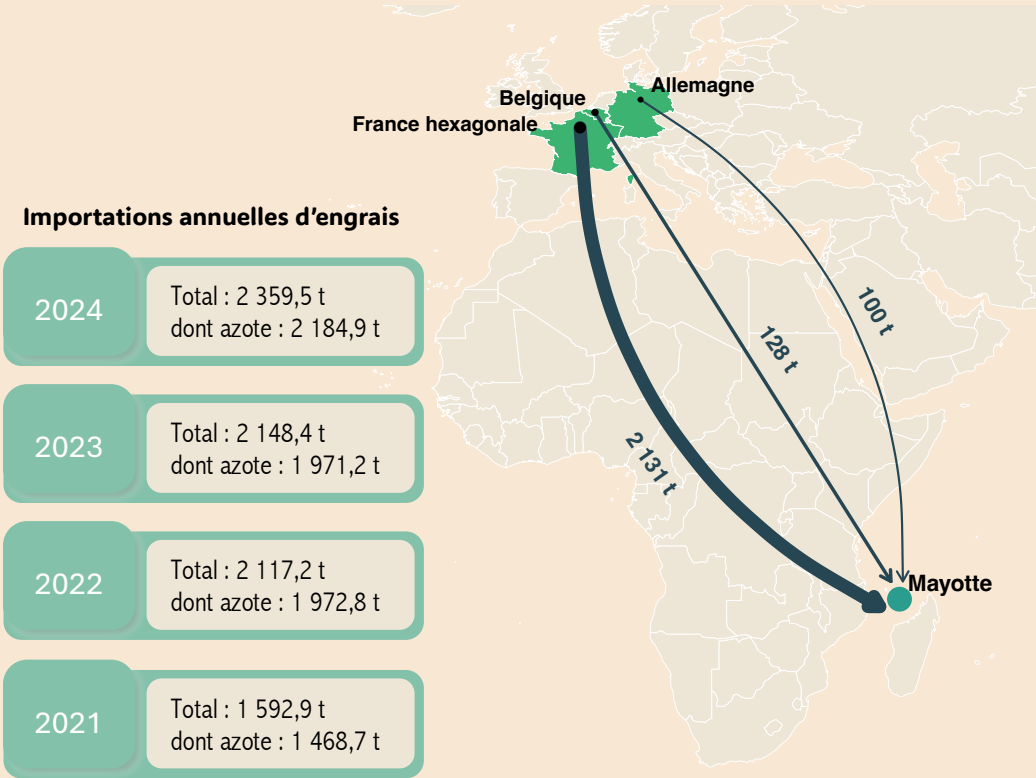 Allemagne
Belgique
France hexagonale
Importations annuelles d’engrais
2024
Total : 2 359,5 t
dont azote : 2 184,9 t
2023
Total : 2 148,4 t
dont azote : 1 971,2 t
2022
Total : 2 117,2 t
dont azote : 1 972,8 t
2021
Total : 1 592,9 t
dont azote : 1 468,7 t
100 t
128 t
2 131 t
Mayotte